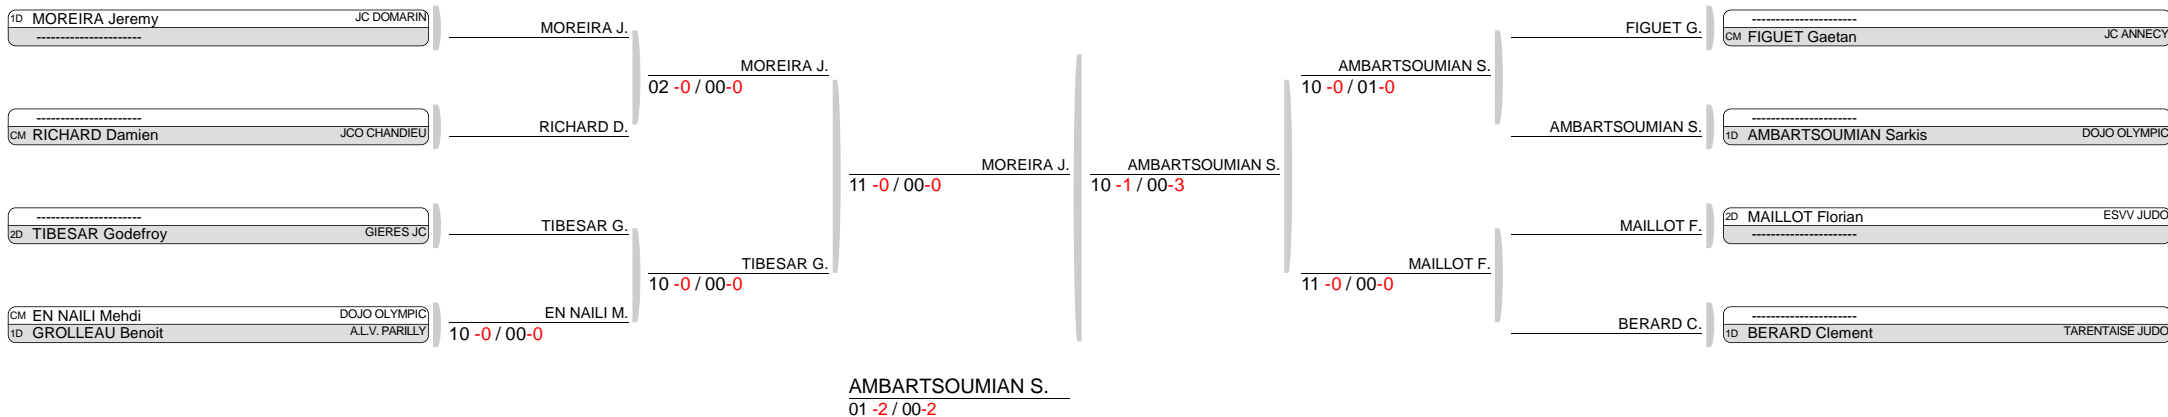 1D MOREIRA Jeremy JC DOMARIN
----------------------
MOREIRA J.
MOREIRA J.
02 -0 / 00-0
----------------------
CM RICHARD Damien JCO CHANDIEU
RICHARD D.
MOREIRA J.
11 -0 / 00-0
----------------------
2D TIBESAR Godefroy GIERES JC
TIBESAR G.
TIBESAR G.
10 -0 / 00-0
CM EN NAILI Mehdi DOJO OLYMPIC
1D GROLLEAU Benoit A.L.V. PARILLY
EN NAILI M.
10 -0 / 00-0
FIGUET G.
----------------------
CM FIGUET Gaetan JC ANNECY
AMBARTSOUMIAN S.
10 -0 / 01-0
AMBARTSOUMIAN S.
----------------------
1D AMBARTSOUMIAN Sarkis DOJO OLYMPIC
AMBARTSOUMIAN S.
10 -1 / 00-3
MAILLOT F.
2D MAILLOT Florian ESVV JUDO
----------------------
MAILLOT F.
11 -0 / 00-0
BERARD C.
----------------------
1D BERARD Clement TARENTAISE JUDO
AMBARTSOUMIAN S.
01 -2 / 00-2